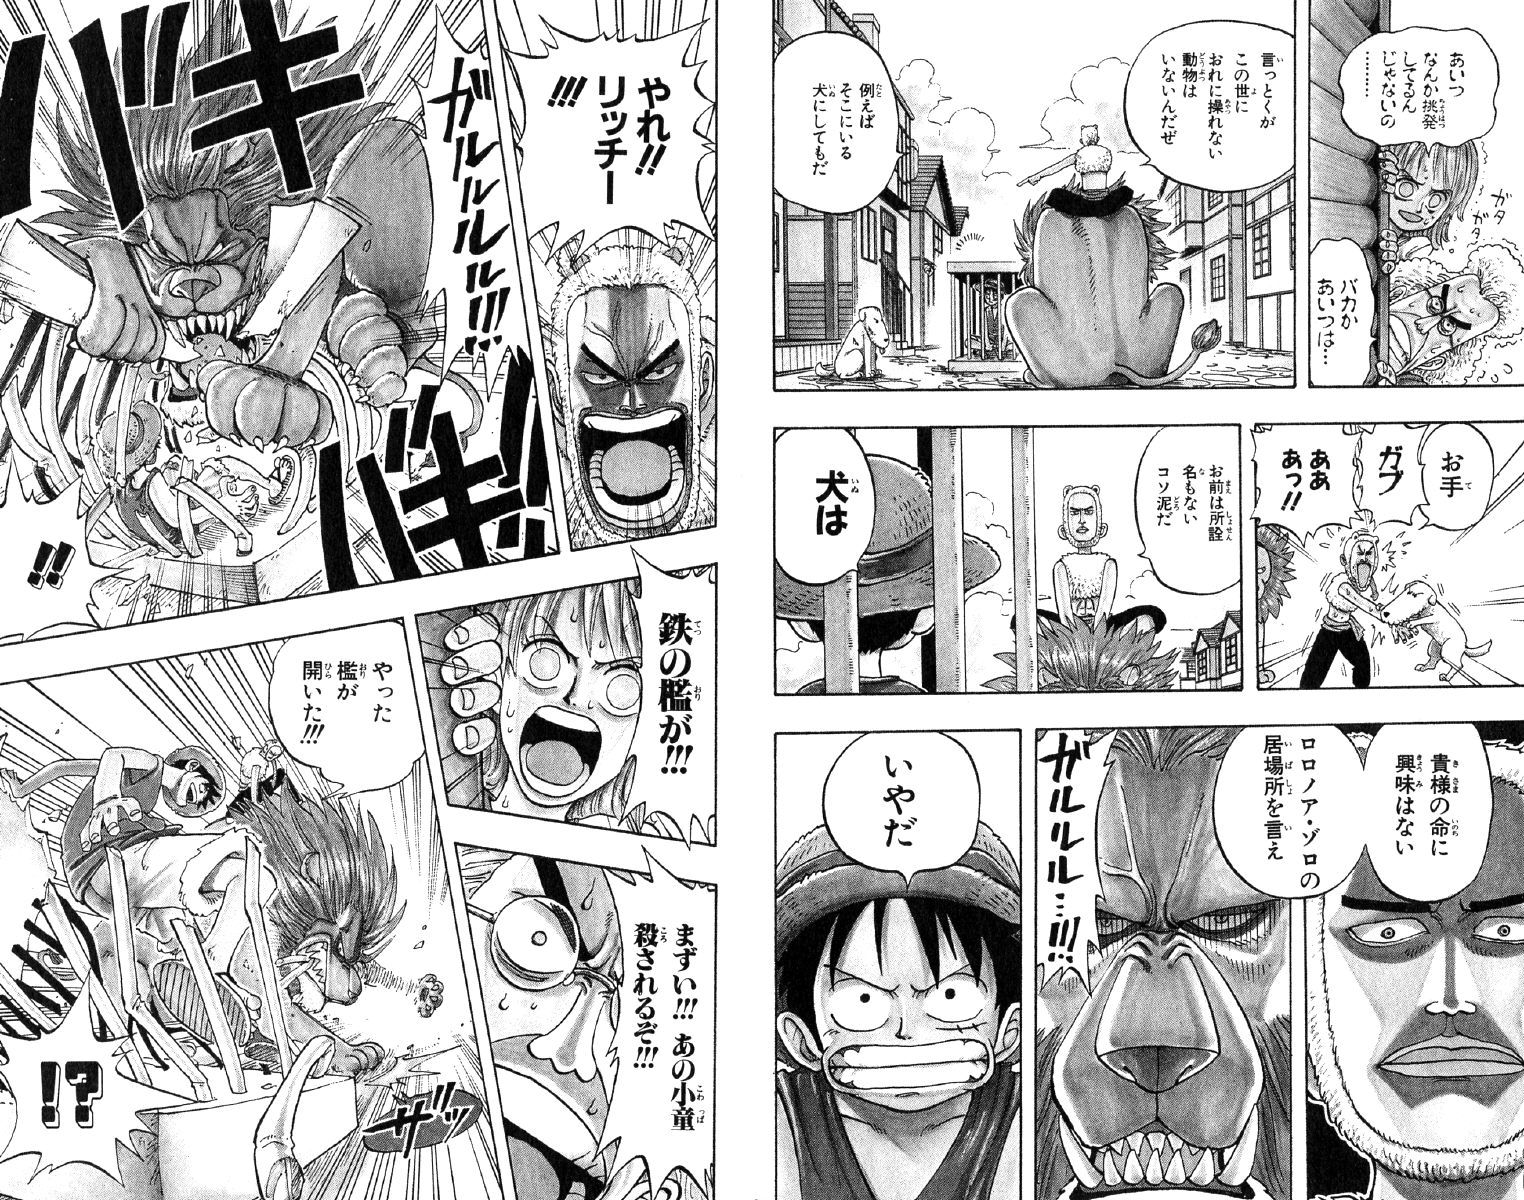 あいつ
なんか挑発
してるん
じゃないの
………
ガタ
ガタ
バカか
あいつは…
言っとくが
この世に
おれに操れない
動物は
いないんだぜ
例えば
そこにいる
犬にしてもだ
お手
ガブ
ああ
あっ!!
お前は所詮
名もない
コソ泥だ
犬は
貴様の命に
興味はない
ロロノア・ゾロの
居場所を言え
ガルルル…!!!
いやだ
やれ!!
リッチー
!!!
ガルルルル!!!
バキ
バキ!!
!!
鉄の檻が!!!
やった
檻が
開いた!!!
まずい!!! あの小童
殺されるぞ!!!
ザッ
!?